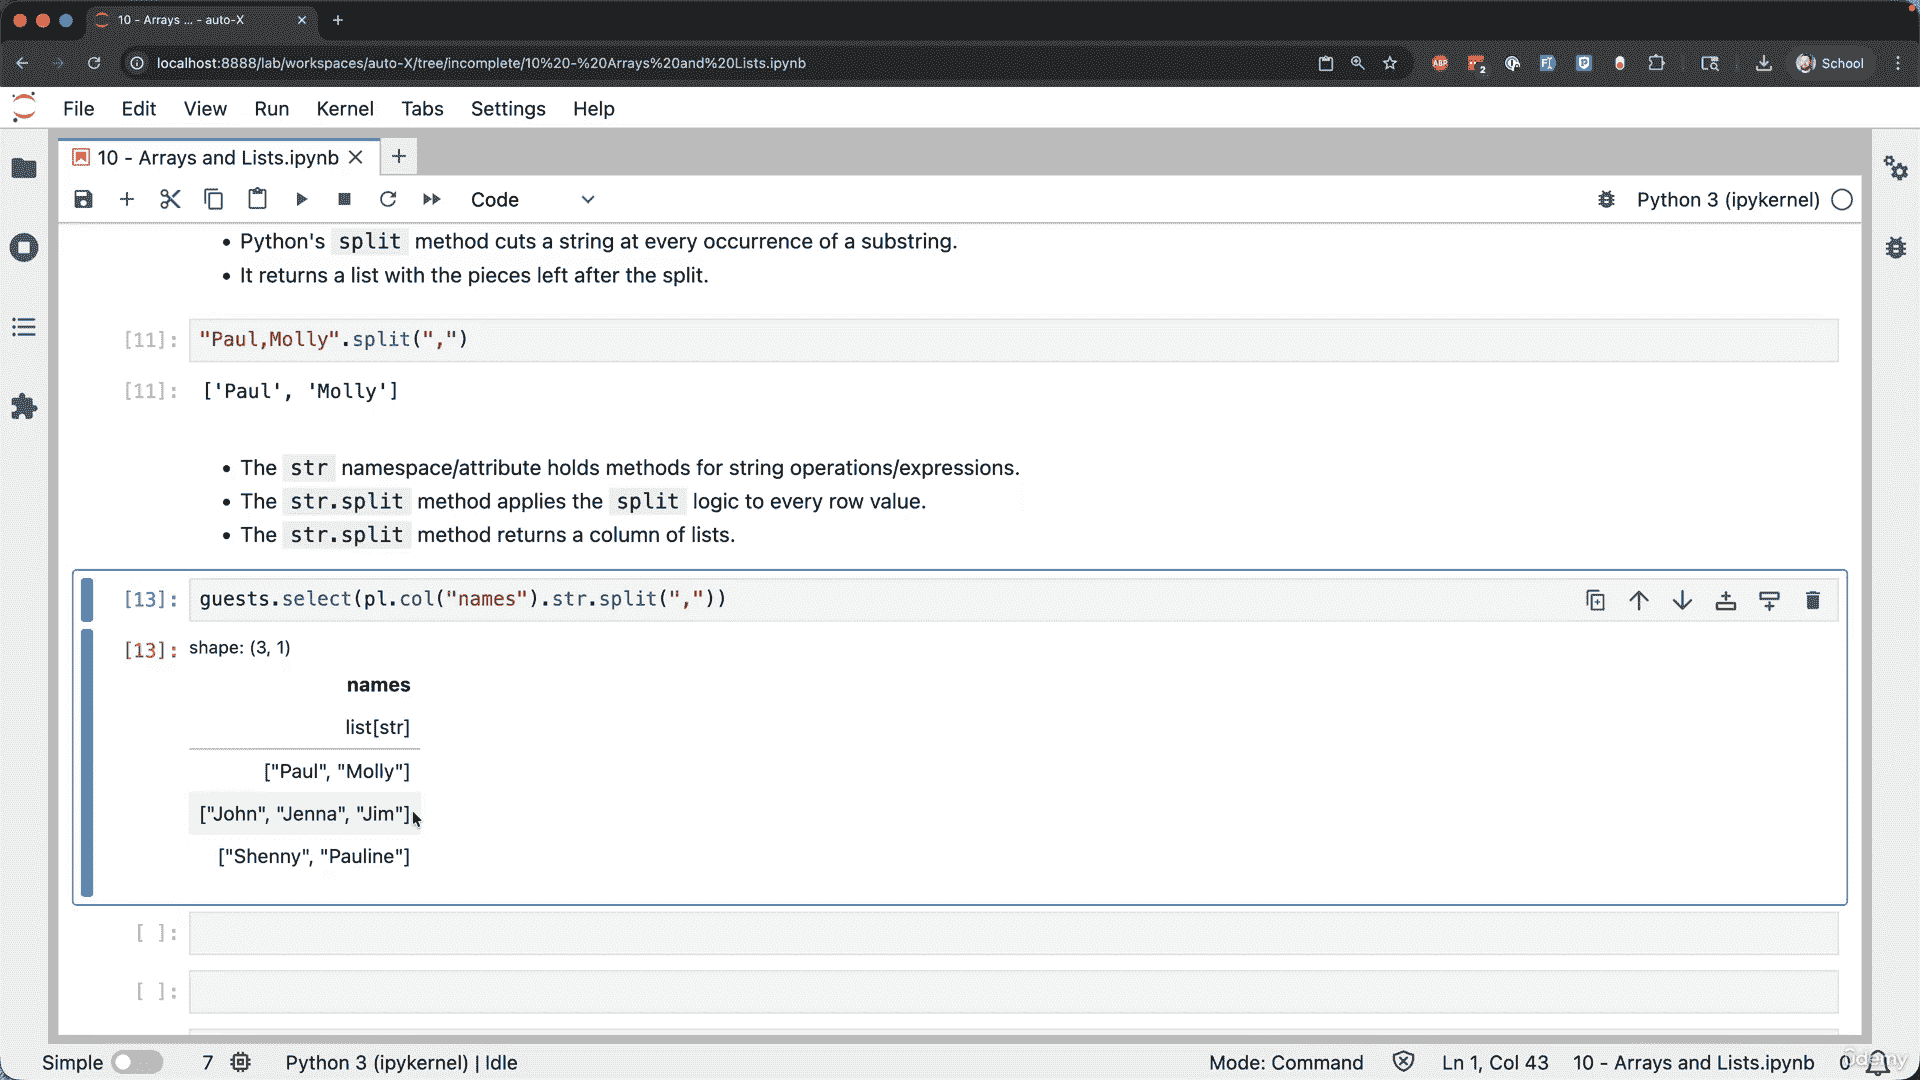 10 - Arrays ... - auto-X
localhost:8888/lab/workspaces/auto-X/tree/incomplete/10%20-%20Arrays%20and%20Lists.ipynb
ABP
2
School
File Edit View Run Kernel Tabs Settings Help
10 - Arrays and Lists.ipynb
Code
Python 3 (ipykernel)
• Python's split method cuts a string at every occurrence of a substring.
• It returns a list with the pieces left after the split.
[11]: "Paul,Molly".split(",")
[11]: ['Paul', 'Molly']
• The str namespace/attribute holds methods for string operations/expressions.
• The str.split method applies the split logic to every row value.
• The str.split method returns a column of lists.
[13]: guests.select(pl.col("names").str.split(","))
[13]: shape: (3, 1)
names
list[str]
["Paul", "Molly"]
["John", "Jenna", "Jim"]
["Shenny", "Pauline"]
[ ]:
[ ]:
Simple 7 Python 3 (ipykernel) | Idle Mode: Command Ln 1, Col 43 10 - Arrays and Lists.ipynb 0
udemy